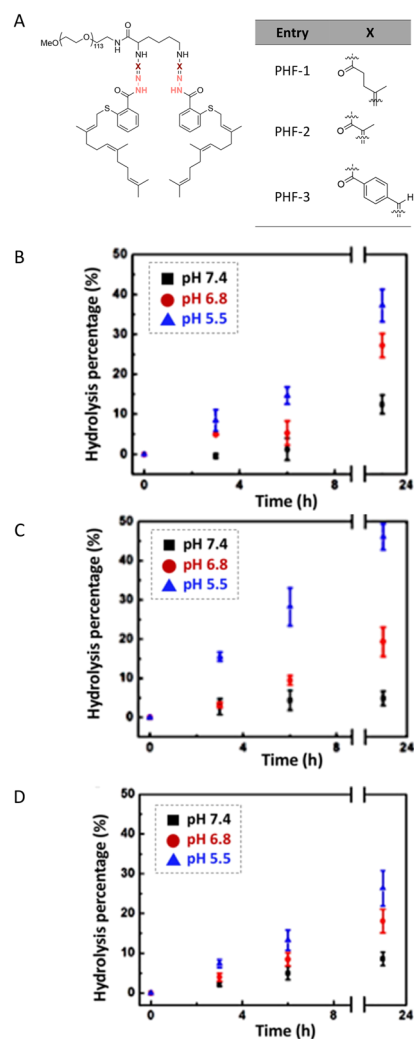 A
MeO
O
113
N
H
O
NH
NH
X
X
N
N
NH
NH
O
O
S
S
Entry X
PHF-1
O
PHF-2
O
PHF-3
O
H
B
Hydrolysis percentage (%)
50
40
30
20
10
0
pH 7.4
pH 6.8
pH 5.5
0 4 8 24
Time (h)
C
Hydrolysis percentage (%)
50
40
30
20
10
0
pH 7.4
pH 6.8
pH 5.5
0 4 8 24
Time (h)
D
Hydrolysis percentage (%)
50
40
30
20
10
0
pH 7.4
pH 6.8
pH 5.5
0 4 8 24
Time (h)